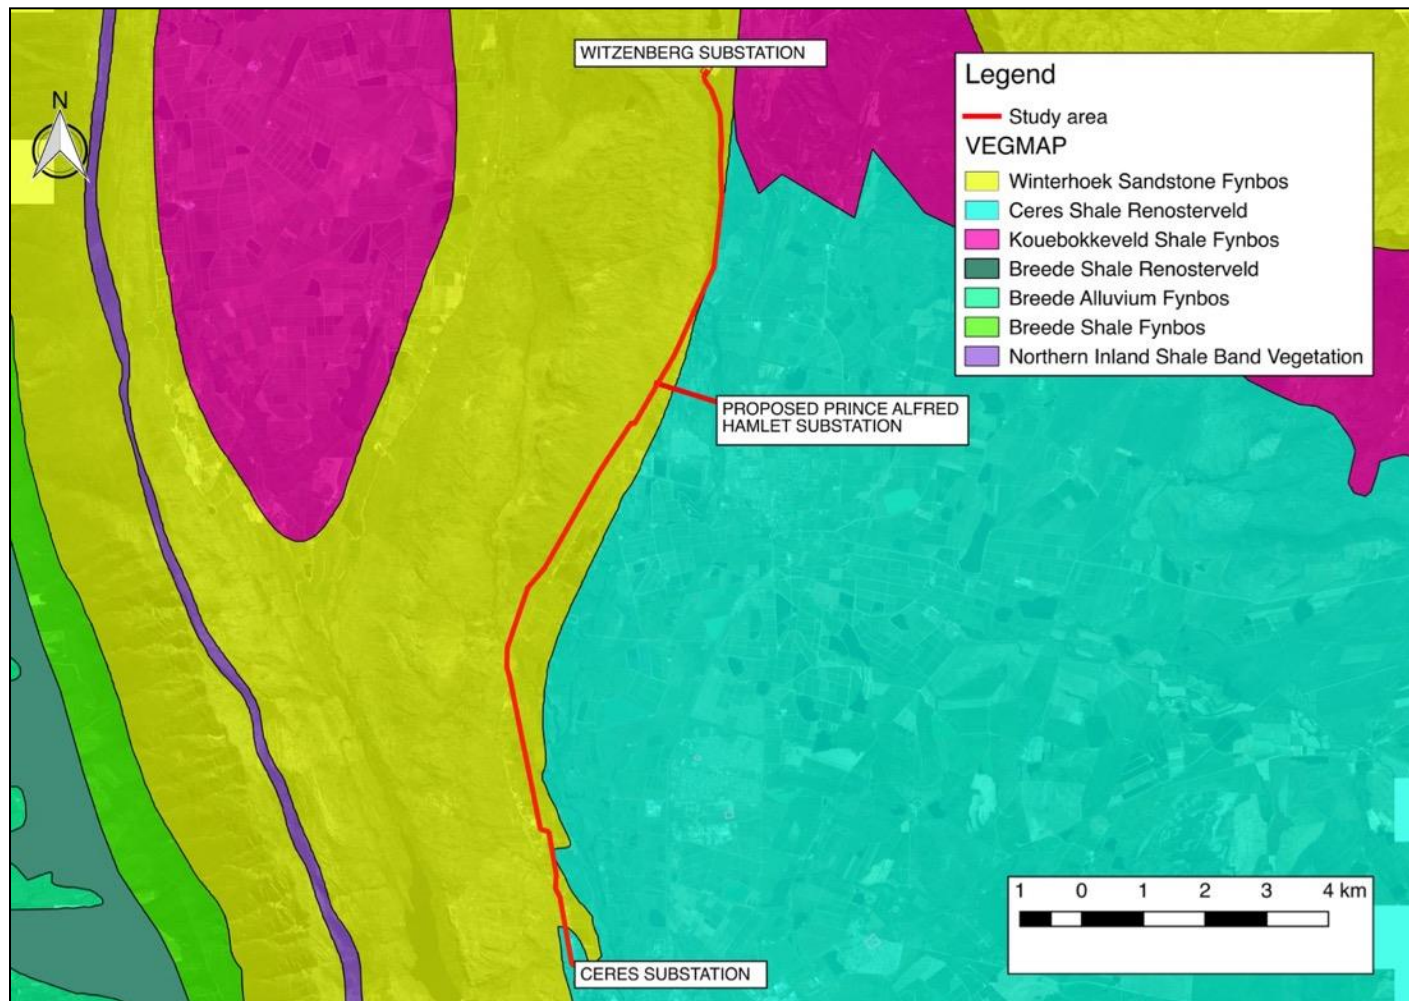 WITZENBERG SUBSTATION
N
Legend
Study area
VEGMAP
Winterhoek Sandstone Fynbos
Ceres Shale Renosterveld
Kouebokkeveld Shale Fynbos
Breede Shale Renosterveld
Breede Alluvium Fynbos
Breede Shale Fynbos
Northern Inland Shale Band Vegetation
PROPOSED PRINCE ALFRED
HAMLET SUBSTATION
1 0 1 2 3 4 km
CERES SUBSTATION